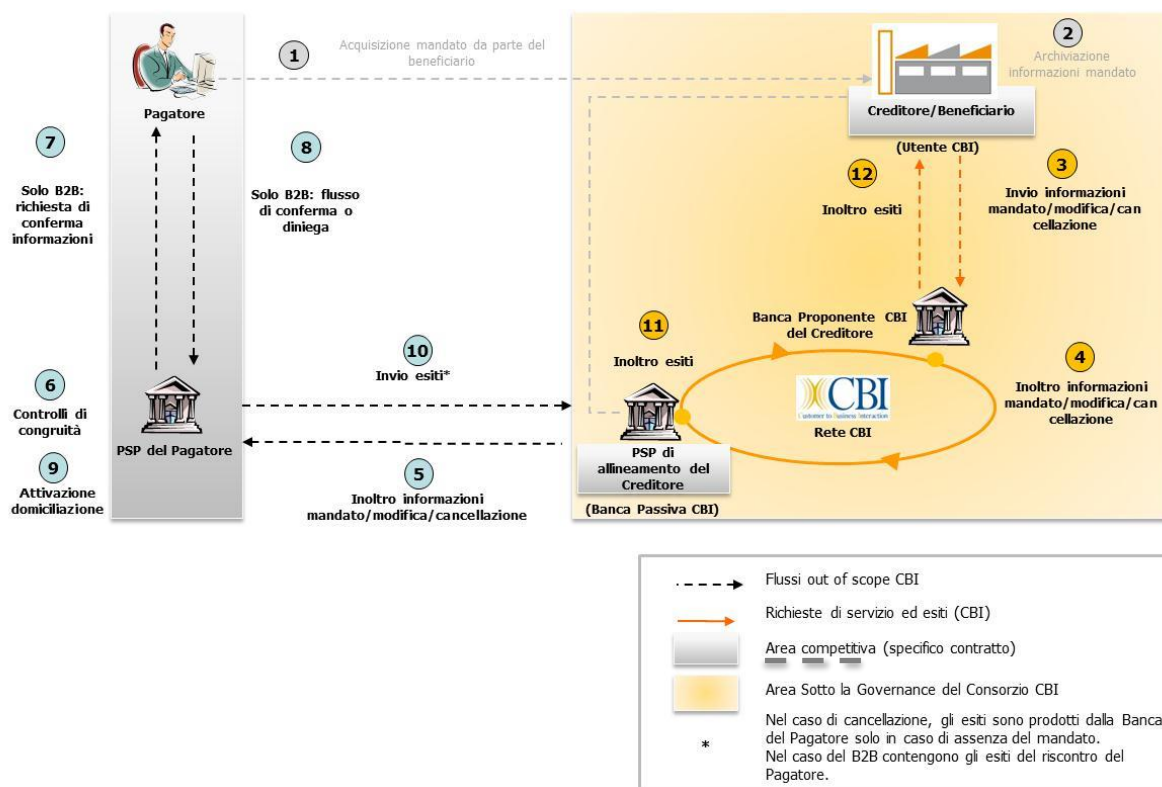 1
Acquisizione mandato da parte del
beneficiario
2
Archiviazione
informazioni mandato
Pagatore
Creditore/Beneficiario
(Utente CBI)
7
Solo B2B:
richiesta di
conferma
informazioni
8
Solo B2B: flusso
di conferma o
diniega
12
Inoltro esiti
3
Invio informazioni
mandato/modifica/can
cellazione
Banca Proponente CBI
del Creditore
11
Inoltro esiti
10
Invio esiti*
4
Inoltro informazioni
mandato/modifica/can
cellazione
CBI
Customer to Business Interaction
Rete CBI
6
Controlli di
congruità
PSP del Pagatore
9
Attivazione
domiciliazione
5
Inoltro informazioni
mandato/modifica/cancellazione
PSP di
allineamento del
Creditore
(Banca Passiva CBI)
Flussi out of scope CBI
Richieste di servizio ed esiti (CBI)
Area competitiva (specifico contratto)
Area Sotto la Governance del Consorzio CBI
*
Nel caso di cancellazione, gli esiti sono prodotti dalla Banca
del Pagatore solo in caso di assenza del mandato.
Nel caso del B2B contengono gli esiti del riscontro del
Pagatore.